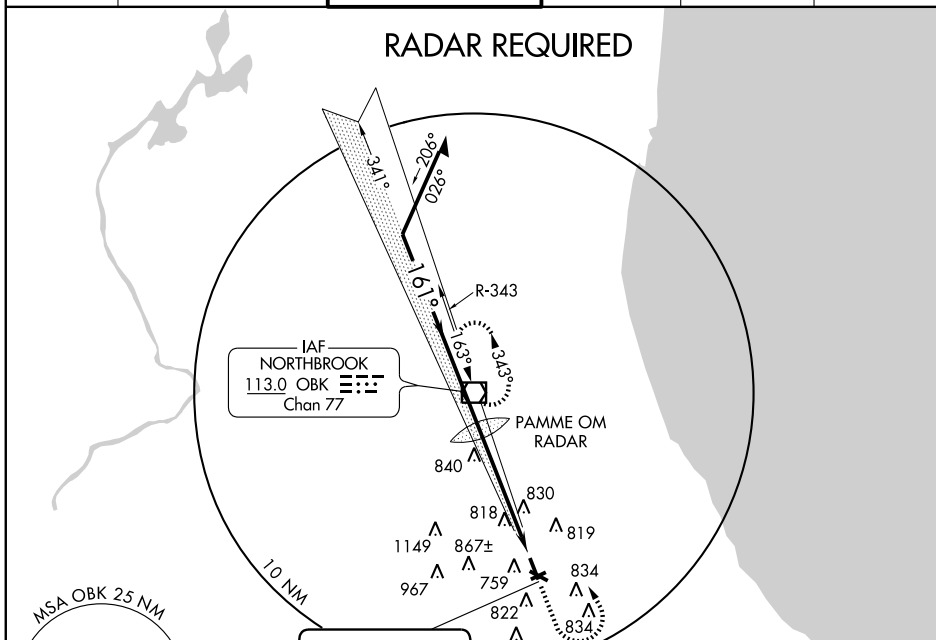 RADAR REQUIRED
341°
206°
026°
161°
R-343
163°
343°
IAF
NORTHBROOK
113.0 OBK
Chan 77
PAMME OM
RADAR
840
830
818
819
1149
867±
967
759
834
822
834
10 NM
MSA OBK 25 NM